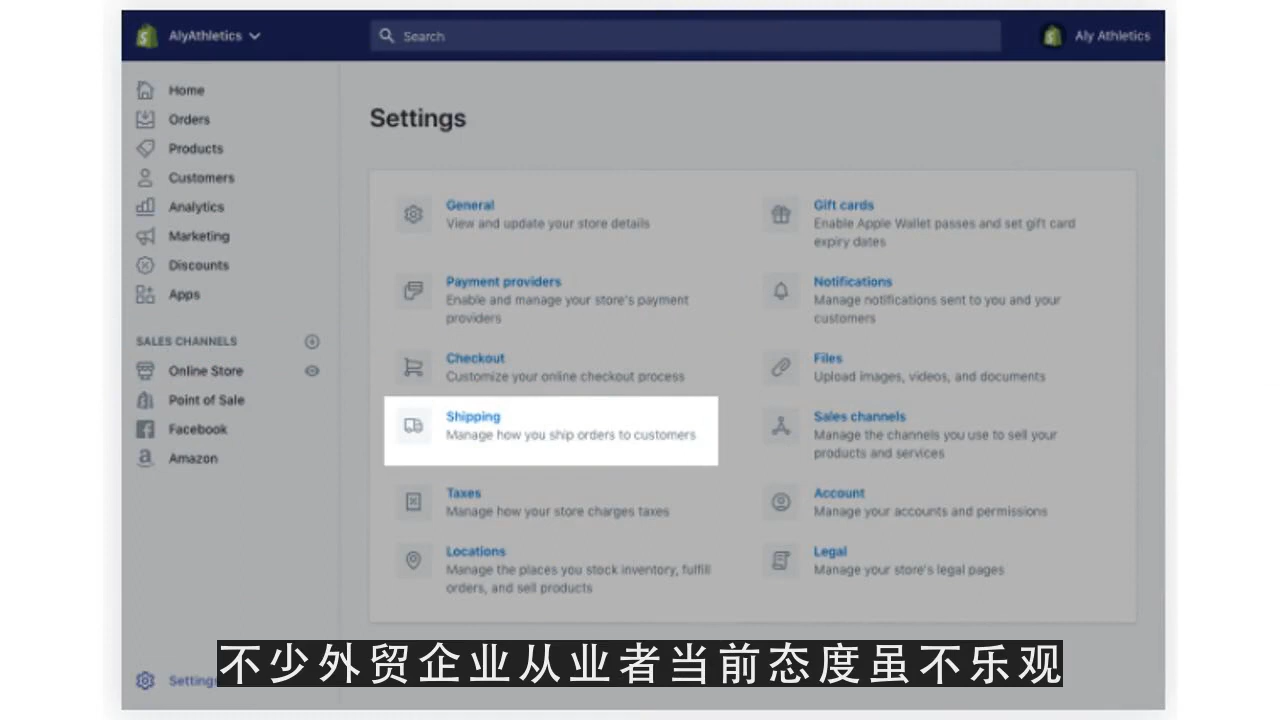 AlyAthletics
Search
Aly Athletics
Home
Orders
Products
Customers
Analytics
Marketing
Discounts
Apps
SALES CHANNELS
Online Store
Point of Sale
Facebook
Amazon
Settings
Settings
General
View and update your store details
Payment providers
Enable and manage your store's payment
providers
Checkout
Customize your online checkout process
Shipping
Manage how you ship orders to customers
Taxes
Manage how your store charges taxes
Locations
Manage the places you stock inventory, fulfill
orders, and sell products
Gift cards
Enable Apple Wallet passes and set gift card
expiry dates
Notifications
Manage notifications sent to you and your
customers
Files
Upload images, videos, and documents
Sales channels
Manage the channels you use to sell your
products and services
Account
Manage your accounts and permissions
Legal
Manage your store's legal pages
不少外贸企业从业者当前态度虽不乐观